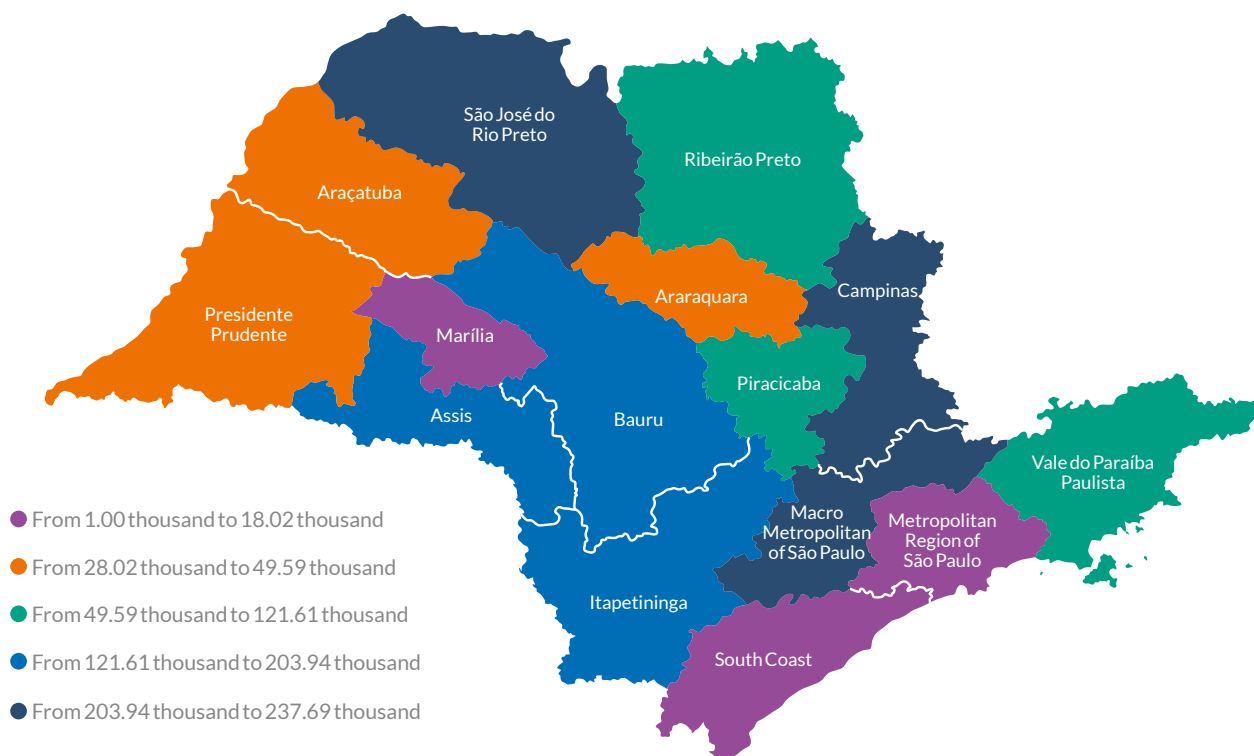 São José do
Rio Preto
Ribeirão Preto
Araçatuba
Araraquara
Campinas
Presidente
Prudente
Marília
Piracicaba
Assis
Bauru
Vale do Paraíba
Paulista
Macro
Metropolitan
of São Paulo
Metropolitan
Region of
São Paulo
Itapetininga
South Coast
From 1.00 thousand to 18.02 thousand
From 28.02 thousand to 49.59 thousand
From 49.59 thousand to 121.61 thousand
From 121.61 thousand to 203.94 thousand
From 203.94 thousand to 237.69 thousand